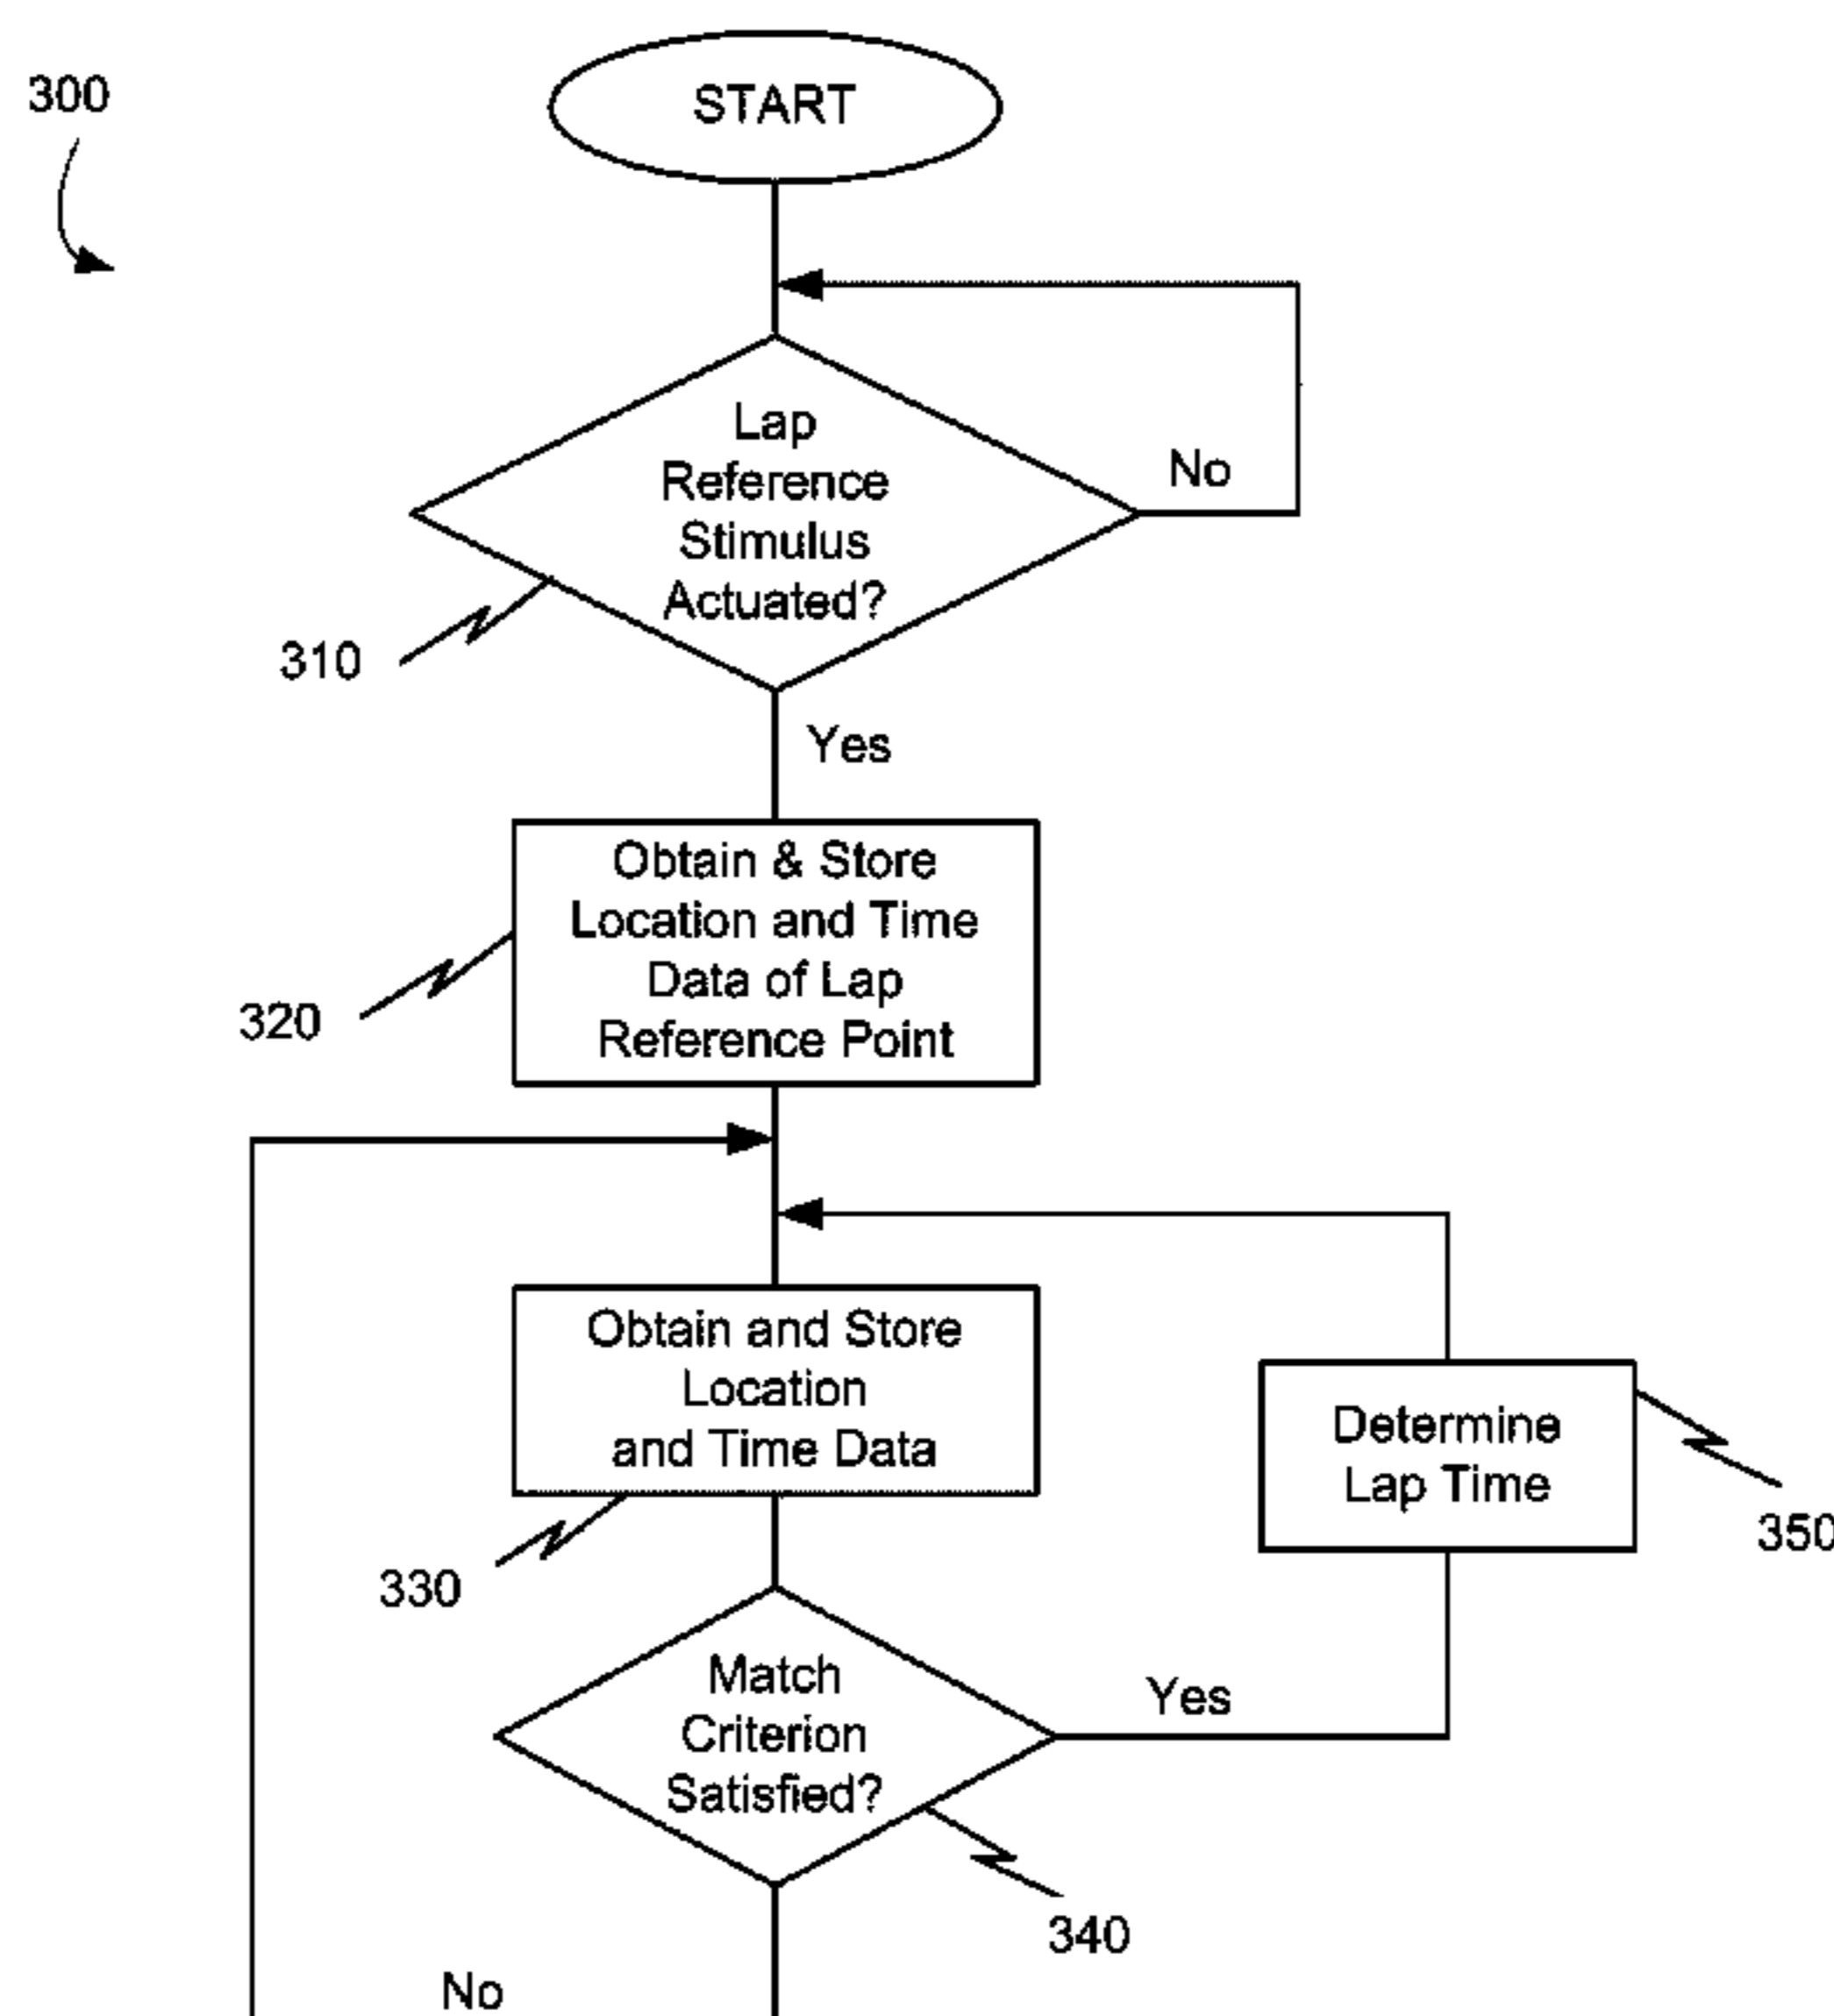 300
START
Lap
Reference
Stimulus
Actuated?
No
310
Yes
Obtain & Store
Location and Time
Data of Lap
Reference Point
320
Obtain and Store
Location
and Time Data
330
Determine
Lap Time
350
Match
Criterion
Satisfied?
Yes
340
No